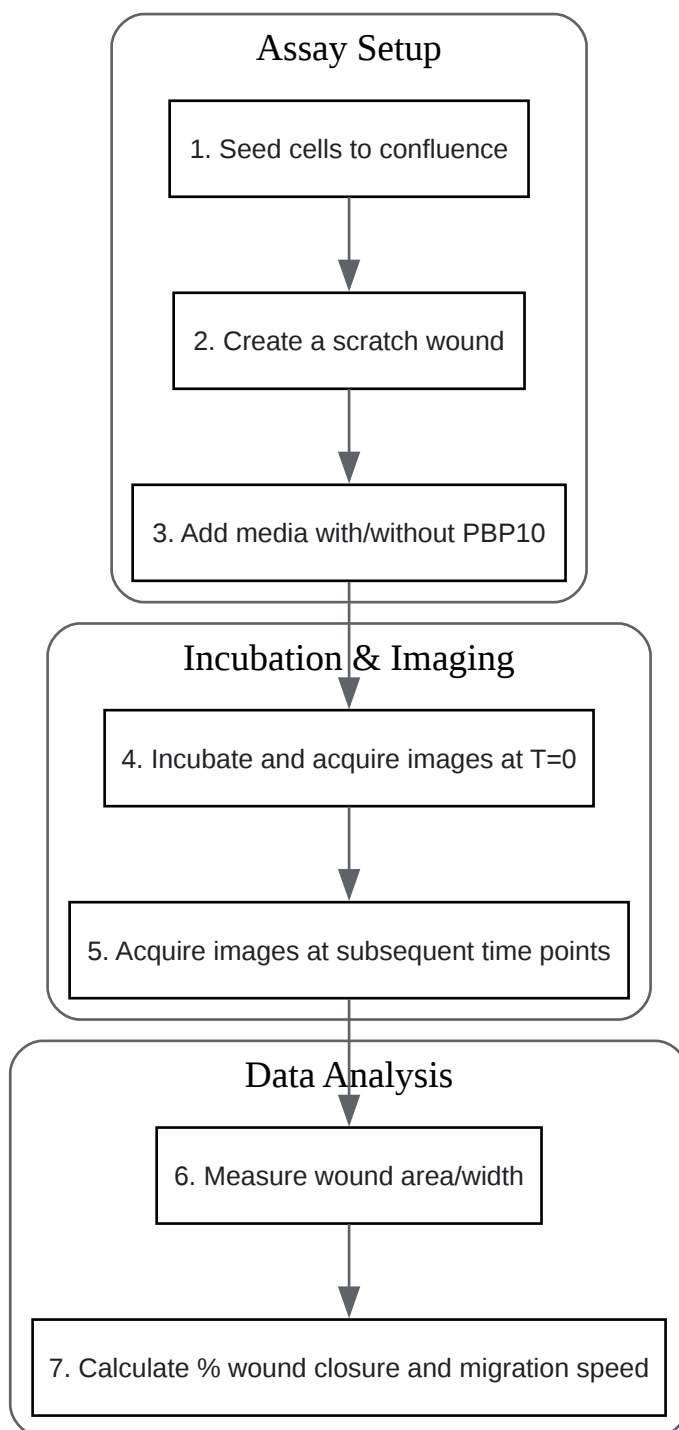 Assay Setup
1. Seed cells to confluence
2. Create a scratch wound
3. Add media with/without PBP10
Incubation & Imaging
4. Incubate and acquire images at T=0
5. Acquire images at subsequent time points
Data Analysis
6. Measure wound area/width
7. Calculate % wound closure and migration speed